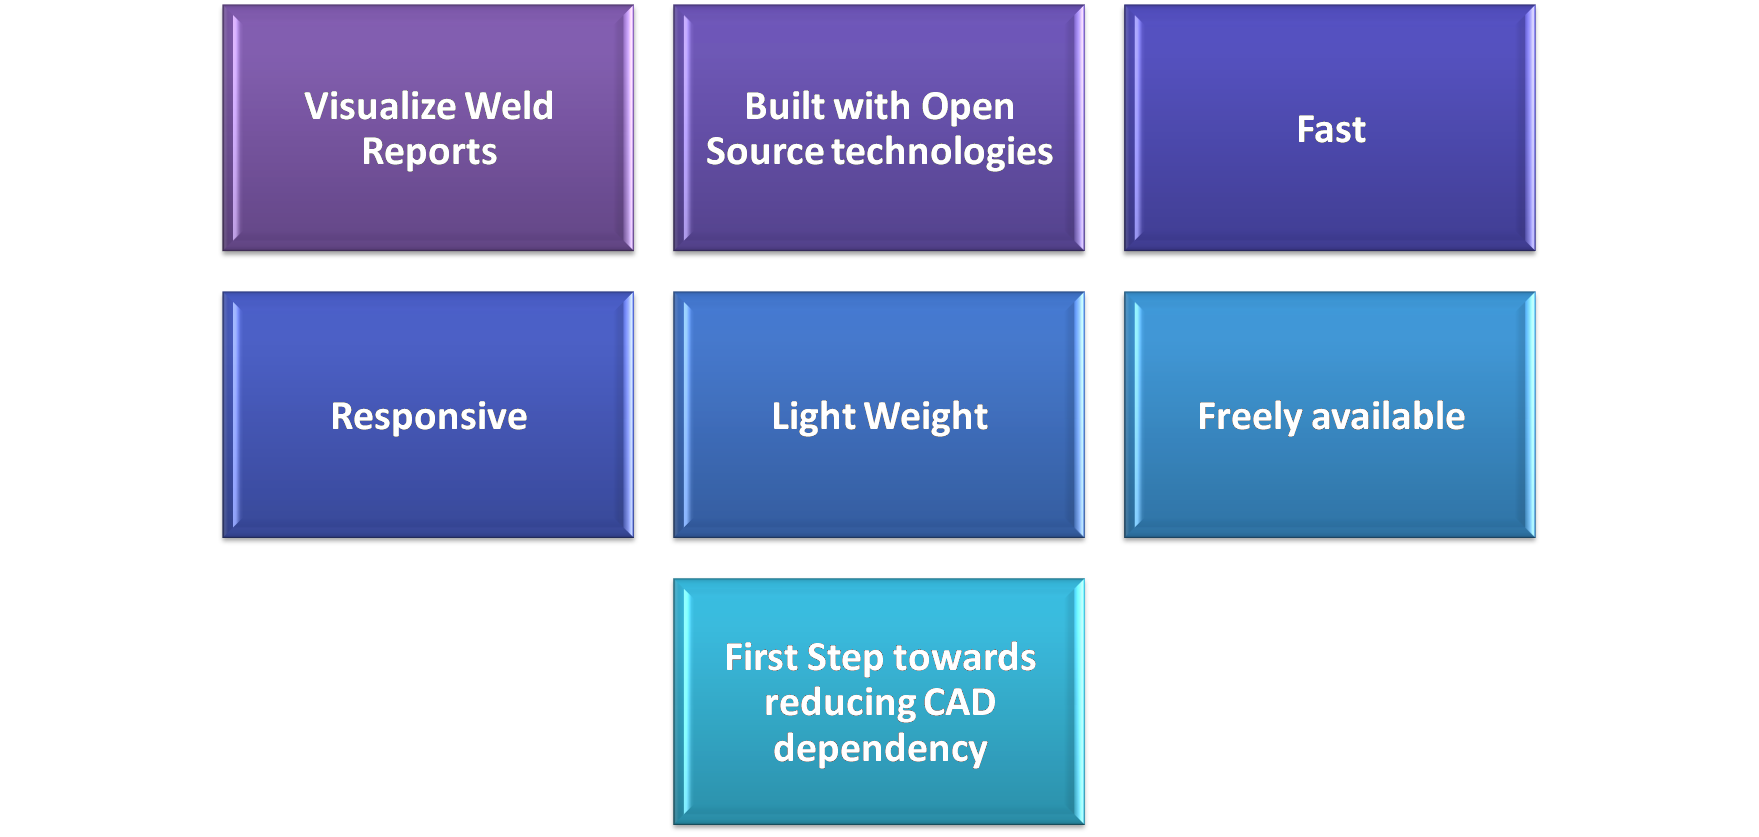 Visualize Weld
Reports
Built with Open
Source technologies
Fast
Responsive
Light Weight
Freely available
First Step towards
reducing CAD
dependency